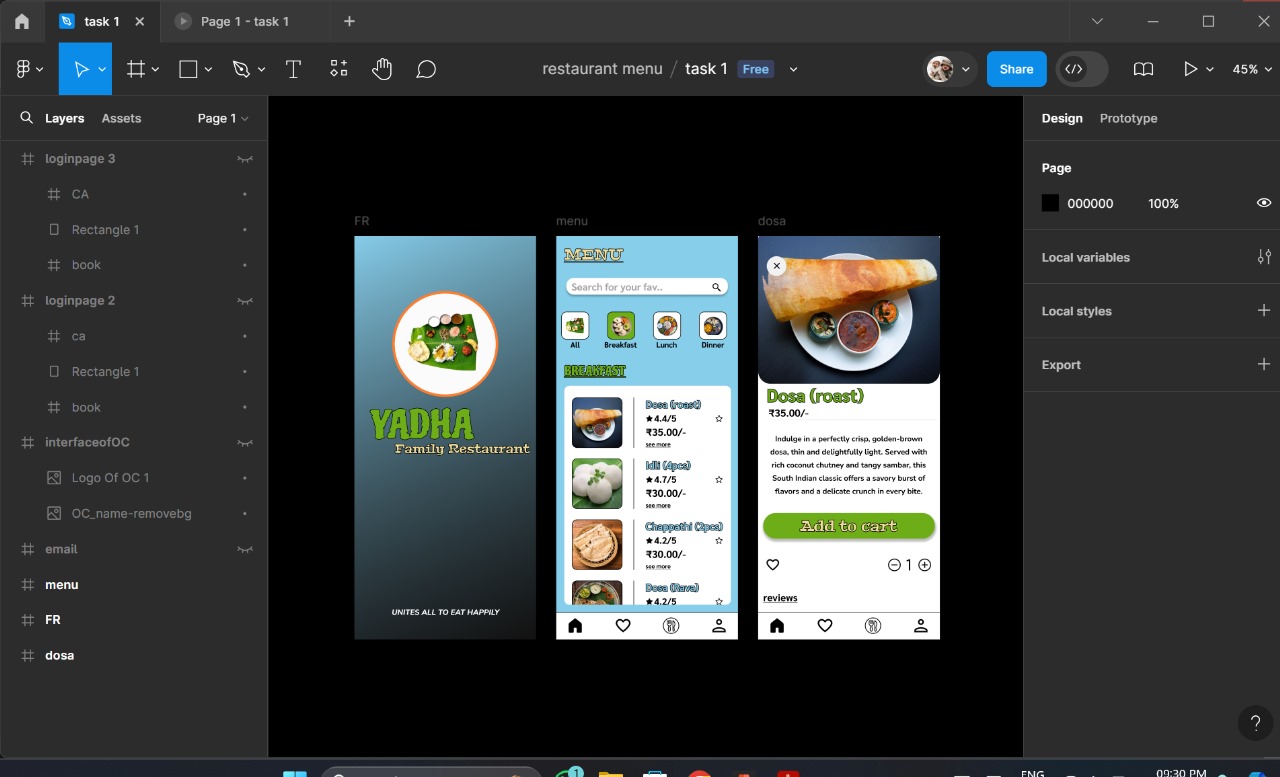 task 1
Page 1 - task 1
restaurant menu / task 1 Free
Share
45%
Layers Assets Page 1
loginpage 3
CA
Rectangle 1
book
loginpage 2
ca
Rectangle 1
book
interfaceofOC
Logo Of OC 1
OC_name-removebg
email
menu
FR
dosa
FR
YADHA
Family Restaurant
UNITES ALL TO EAT HAPPILY
menu
MENU
Search for your fav..
All Breakfast Lunch Dinner
BREAKFAST
Dosa (roast)
★4.4/5
₹35.00/-
see more
Idli (4pcs)
★4.7/5
₹30.00/-
see more
Chappathi (2pcs)
★4.2/5
₹30.00/-
see more
Dosa (Rava)
★4.2/5
dosa
Dosa (roast)
₹35.00/-
Indulge in a perfectly crisp, golden-brown
dosa, thin and delightfully light. Served with
rich coconut chutney and tangy sambar, this
South Indian classic offers a savory burst of
flavors and a delicate crunch in every bite.
Add to cart
1
reviews
Design Prototype
Page
000000 100%
Local variables
Local styles
Export
?
1
ENG
09:30 PM